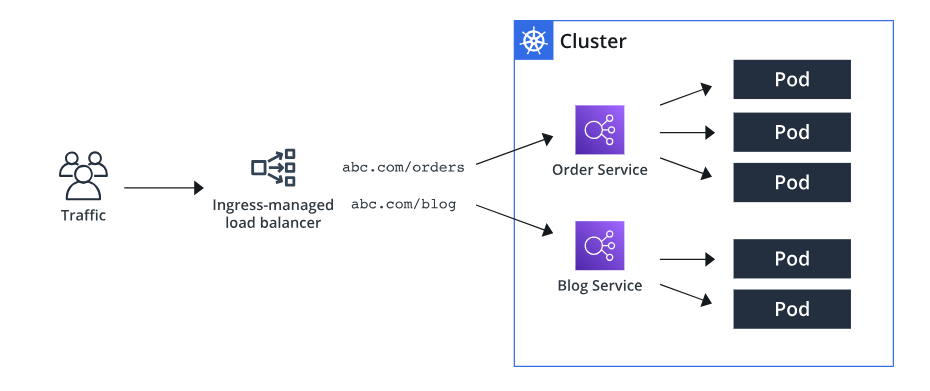 Cluster
Pod
Pod
Pod
Order Service
abc.com/orders
Traffic
Ingress-managed
load balancer
abc.com/blog
Blog Service
Pod
Pod